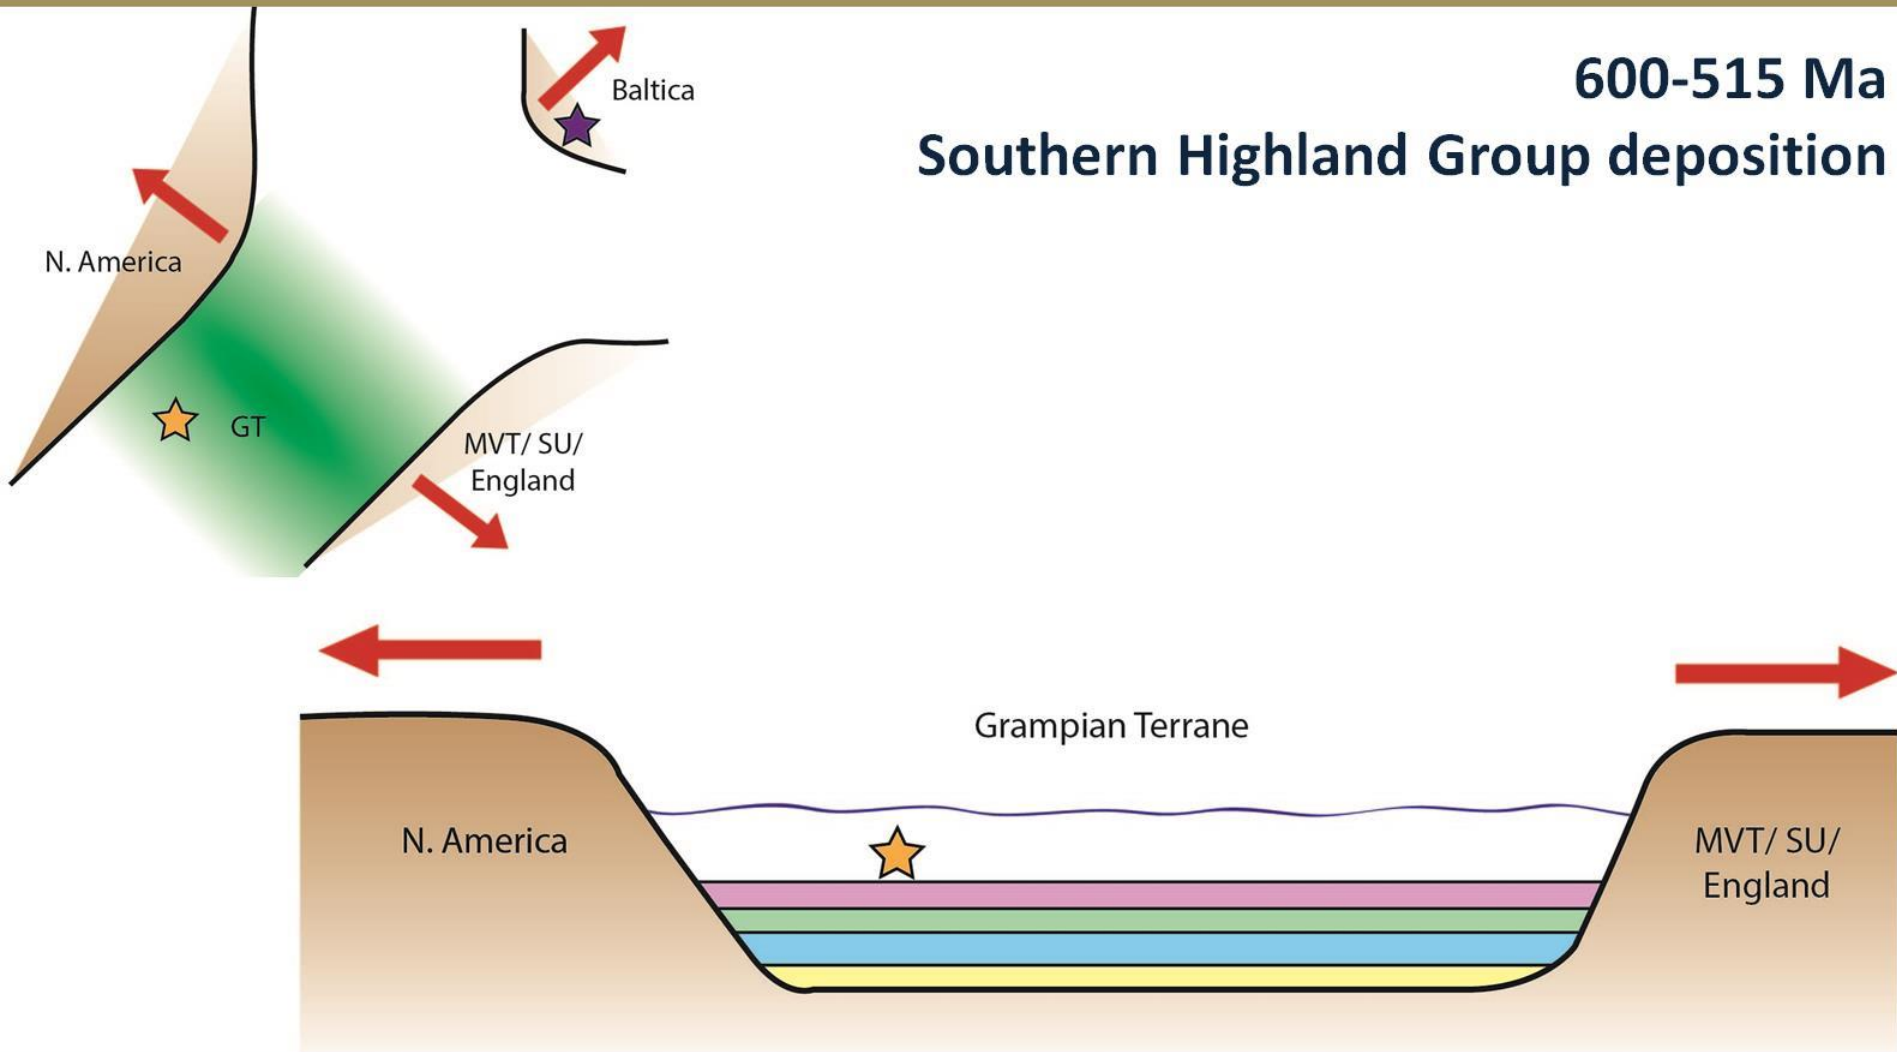 600-515 Ma
Southern Highland Group deposition
Baltica
N. America
GT
MVT/ SU/
England
Grampian Terrane
N. America
MVT/ SU/
England